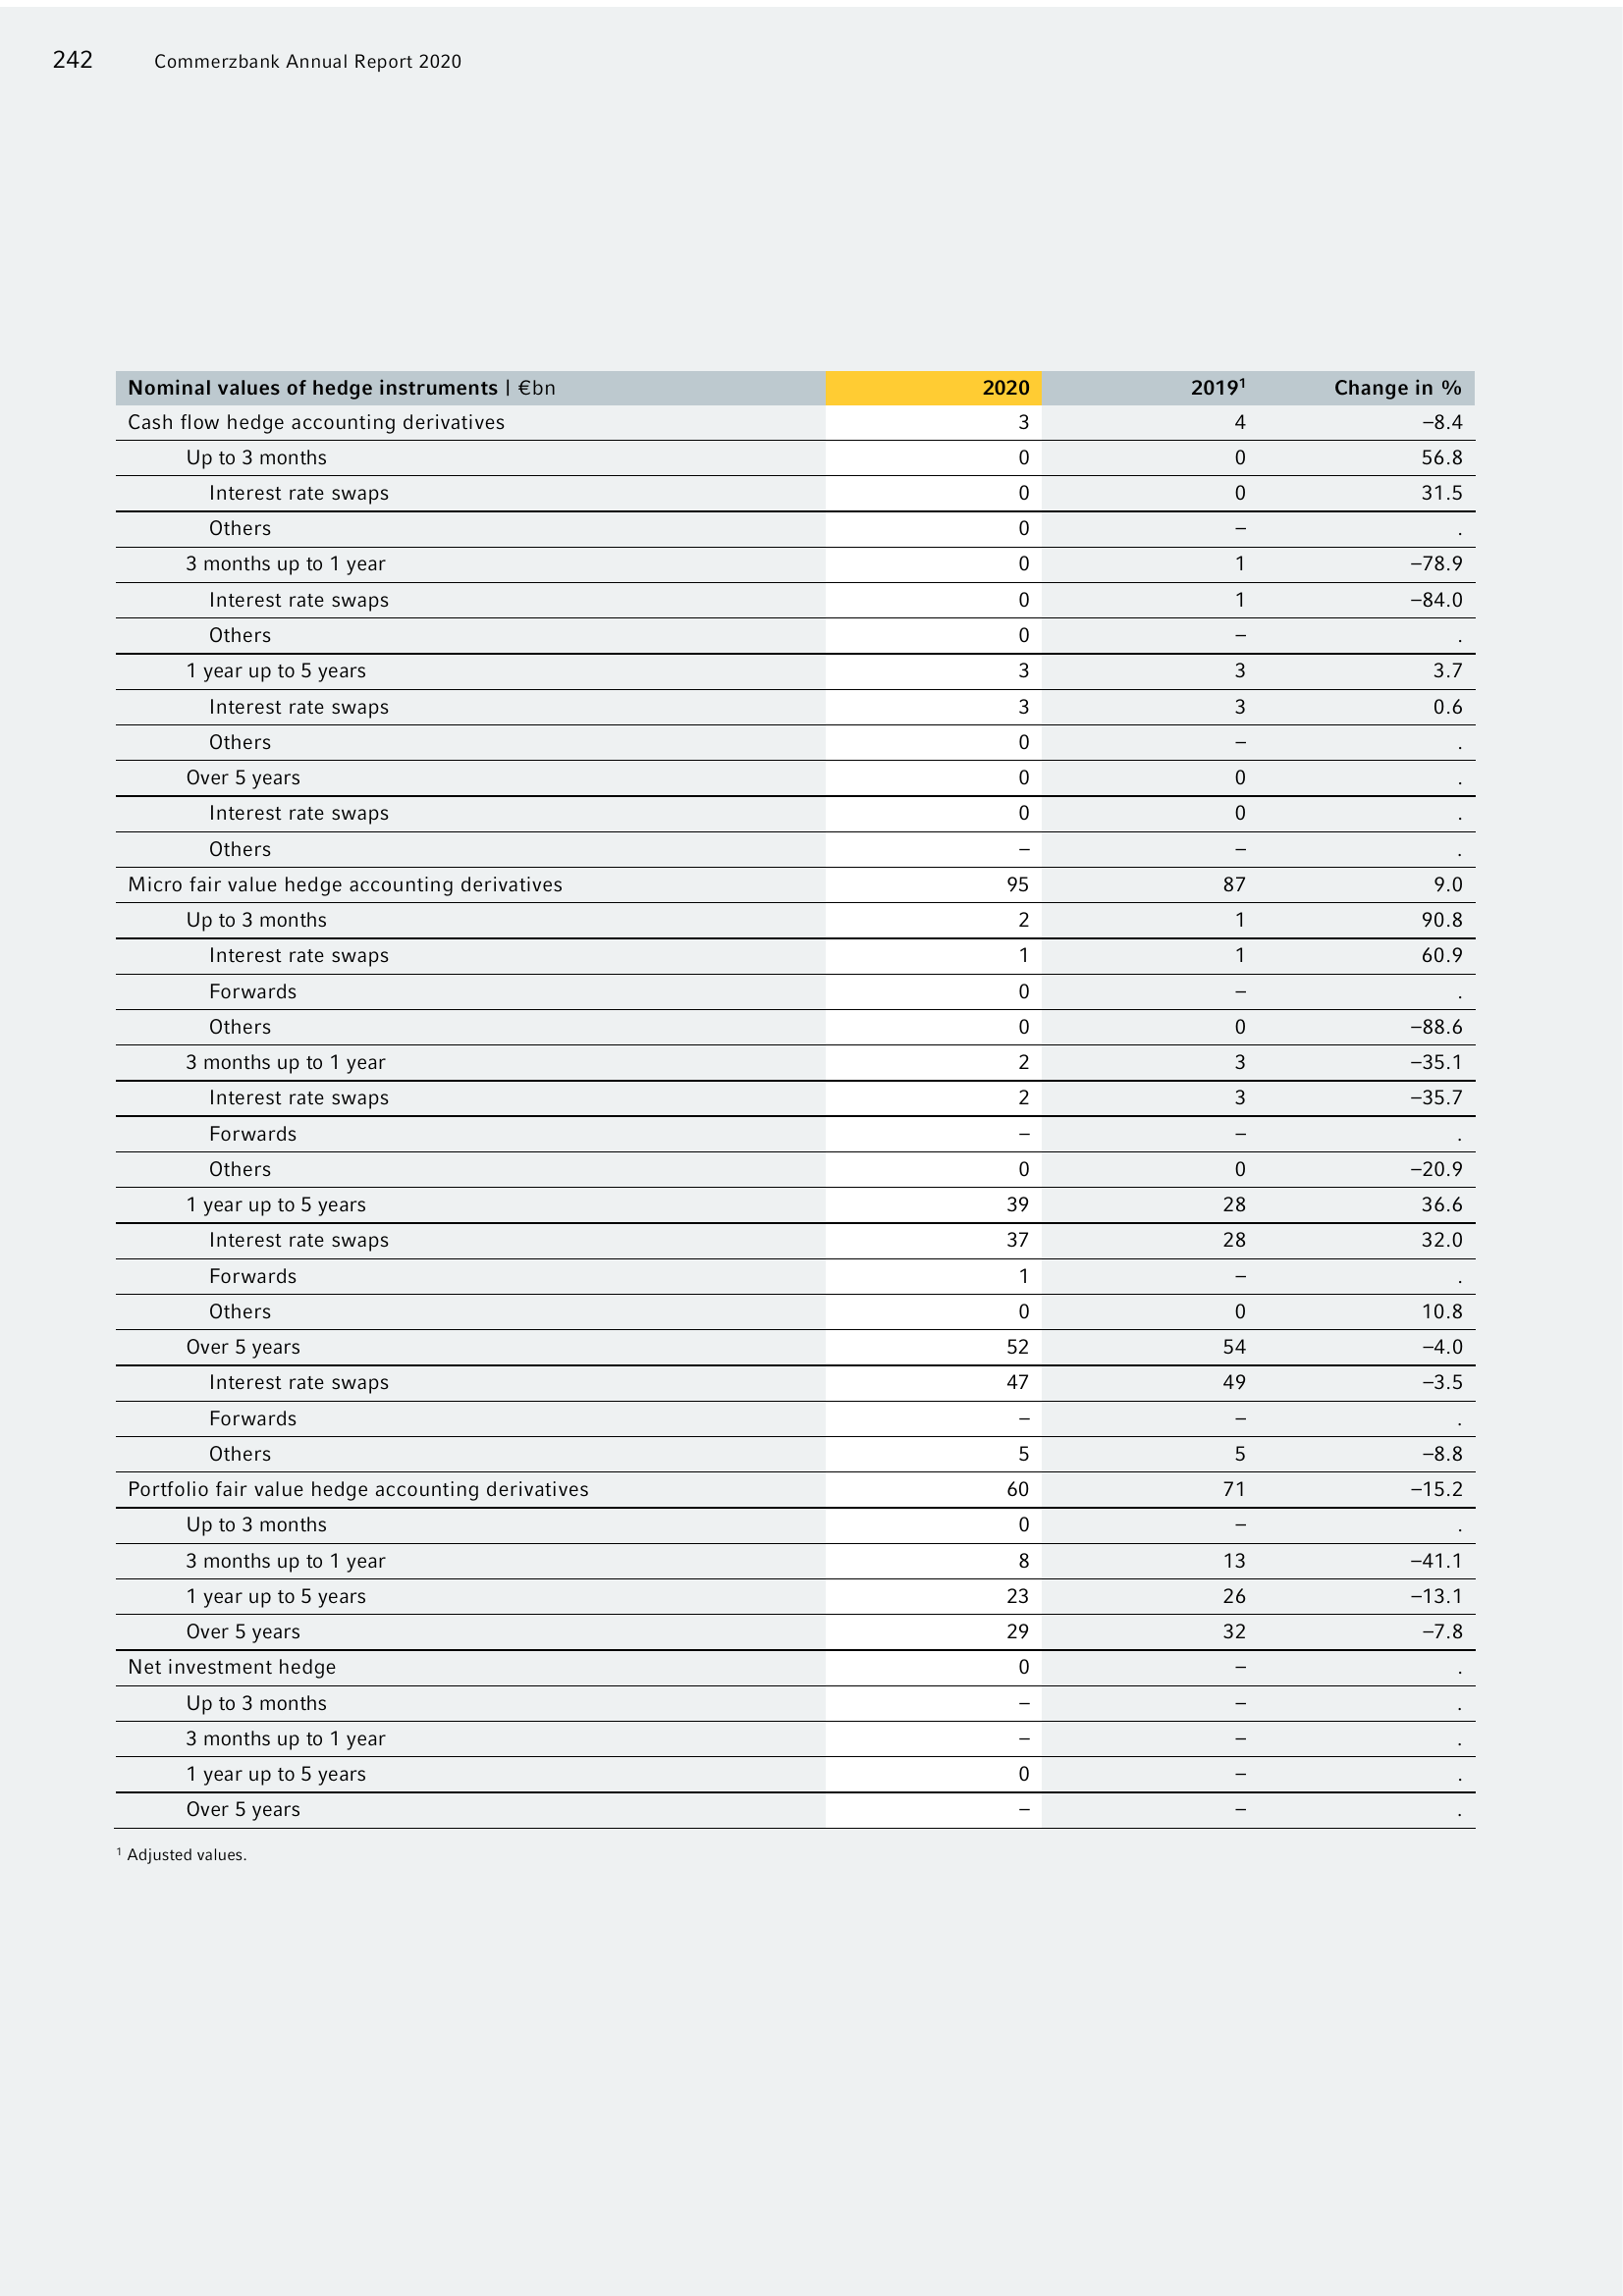 242 Commerzbank Annual Report 2020
Nominal values of hedge instruments | €bn 2020 2019¹ Change in %
Cash flow hedge accounting derivatives 3 4 –8.4
Up to 3 months 0 0 56.8
Interest rate swaps 0 0 31.5
Others 0 – .
3 months up to 1 year 0 1 –78.9
Interest rate swaps 0 1 –84.0
Others 0 – .
1 year up to 5 years 3 3 3.7
Interest rate swaps 3 3 0.6
Others 0 – .
Over 5 years 0 0 .
Interest rate swaps 0 0 .
Others – – .
Micro fair value hedge accounting derivatives 95 87 9.0
Up to 3 months 2 1 90.8
Interest rate swaps 1 1 60.9
Forwards 0 – .
Others 0 0 –88.6
3 months up to 1 year 2 3 –35.1
Interest rate swaps 2 3 –35.7
Forwards – – .
Others 0 0 –20.9
1 year up to 5 years 39 28 36.6
Interest rate swaps 37 28 32.0
Forwards 1 – .
Others 0 0 10.8
Over 5 years 52 54 –4.0
Interest rate swaps 47 49 –3.5
Forwards – – .
Others 5 5 –8.8
Portfolio fair value hedge accounting derivatives 60 71 –15.2
Up to 3 months 0 – .
3 months up to 1 year 8 13 –41.1
1 year up to 5 years 23 26 –13.1
Over 5 years 29 32 –7.8
Net investment hedge 0 – .
Up to 3 months – – .
3 months up to 1 year – – .
1 year up to 5 years 0 – .
Over 5 years – – .
¹ Adjusted values.